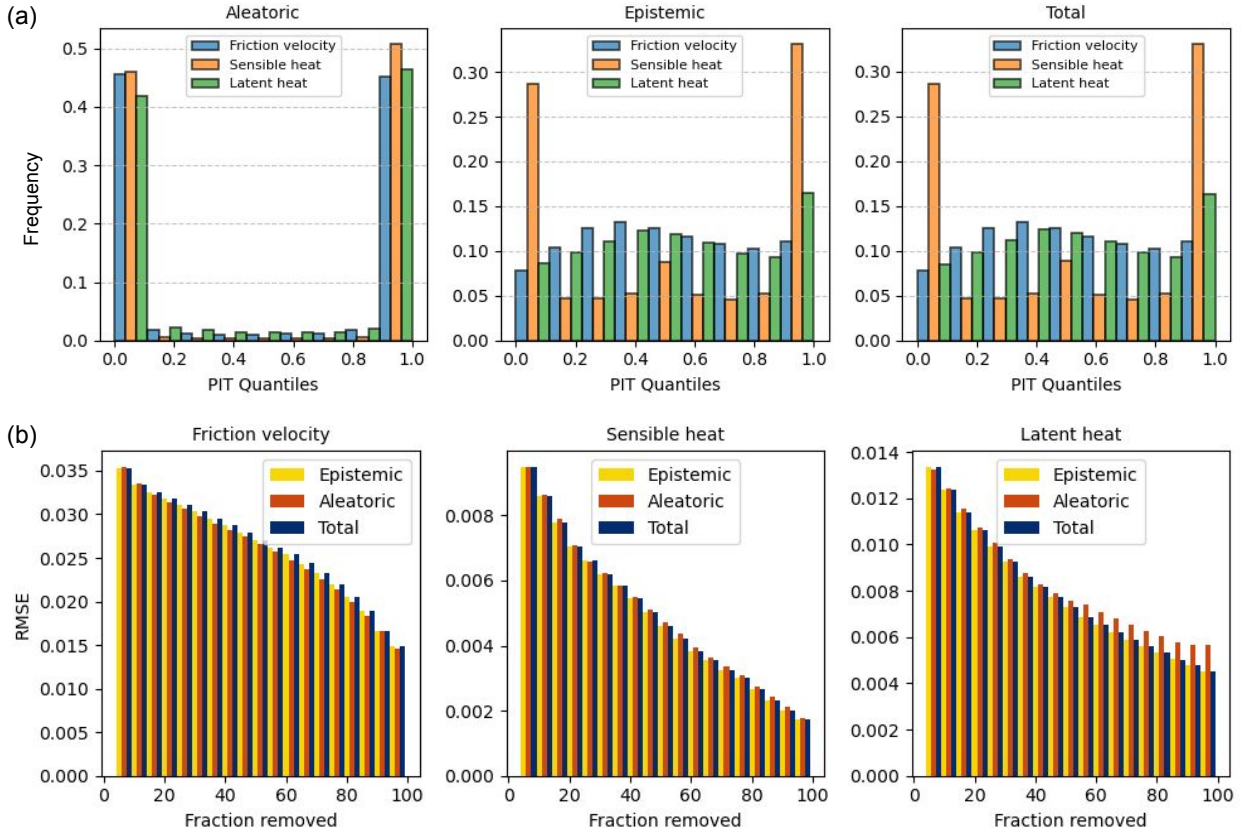 (a)
Aleatoric
Epistemic
Total
Frequency
0.5
0.4
0.3
0.2
0.1
0.0
Friction velocity
Sensible heat
Latent heat
0.0 0.2 0.4 0.6 0.8 1.0
PIT Quantiles
0.30
0.25
0.20
0.15
0.10
0.05
0.00
Friction velocity
Sensible heat
Latent heat
0.0 0.2 0.4 0.6 0.8 1.0
PIT Quantiles
0.30
0.25
0.20
0.15
0.10
0.05
0.00
Friction velocity
Sensible heat
Latent heat
0.0 0.2 0.4 0.6 0.8 1.0
PIT Quantiles
(b)
Friction velocity
Sensible heat
Latent heat
RMSE
0.035
0.030
0.025
0.020
0.015
0.010
0.005
0.000
Epistemic
Aleatoric
Total
0 20 40 60 80 100
Fraction removed
0.008
0.006
0.004
0.002
0.000
Epistemic
Aleatoric
Total
0 20 40 60 80 100
Fraction removed
0.014
0.012
0.010
0.008
0.006
0.004
0.002
0.000
Epistemic
Aleatoric
Total
0 20 40 60 80 100
Fraction removed